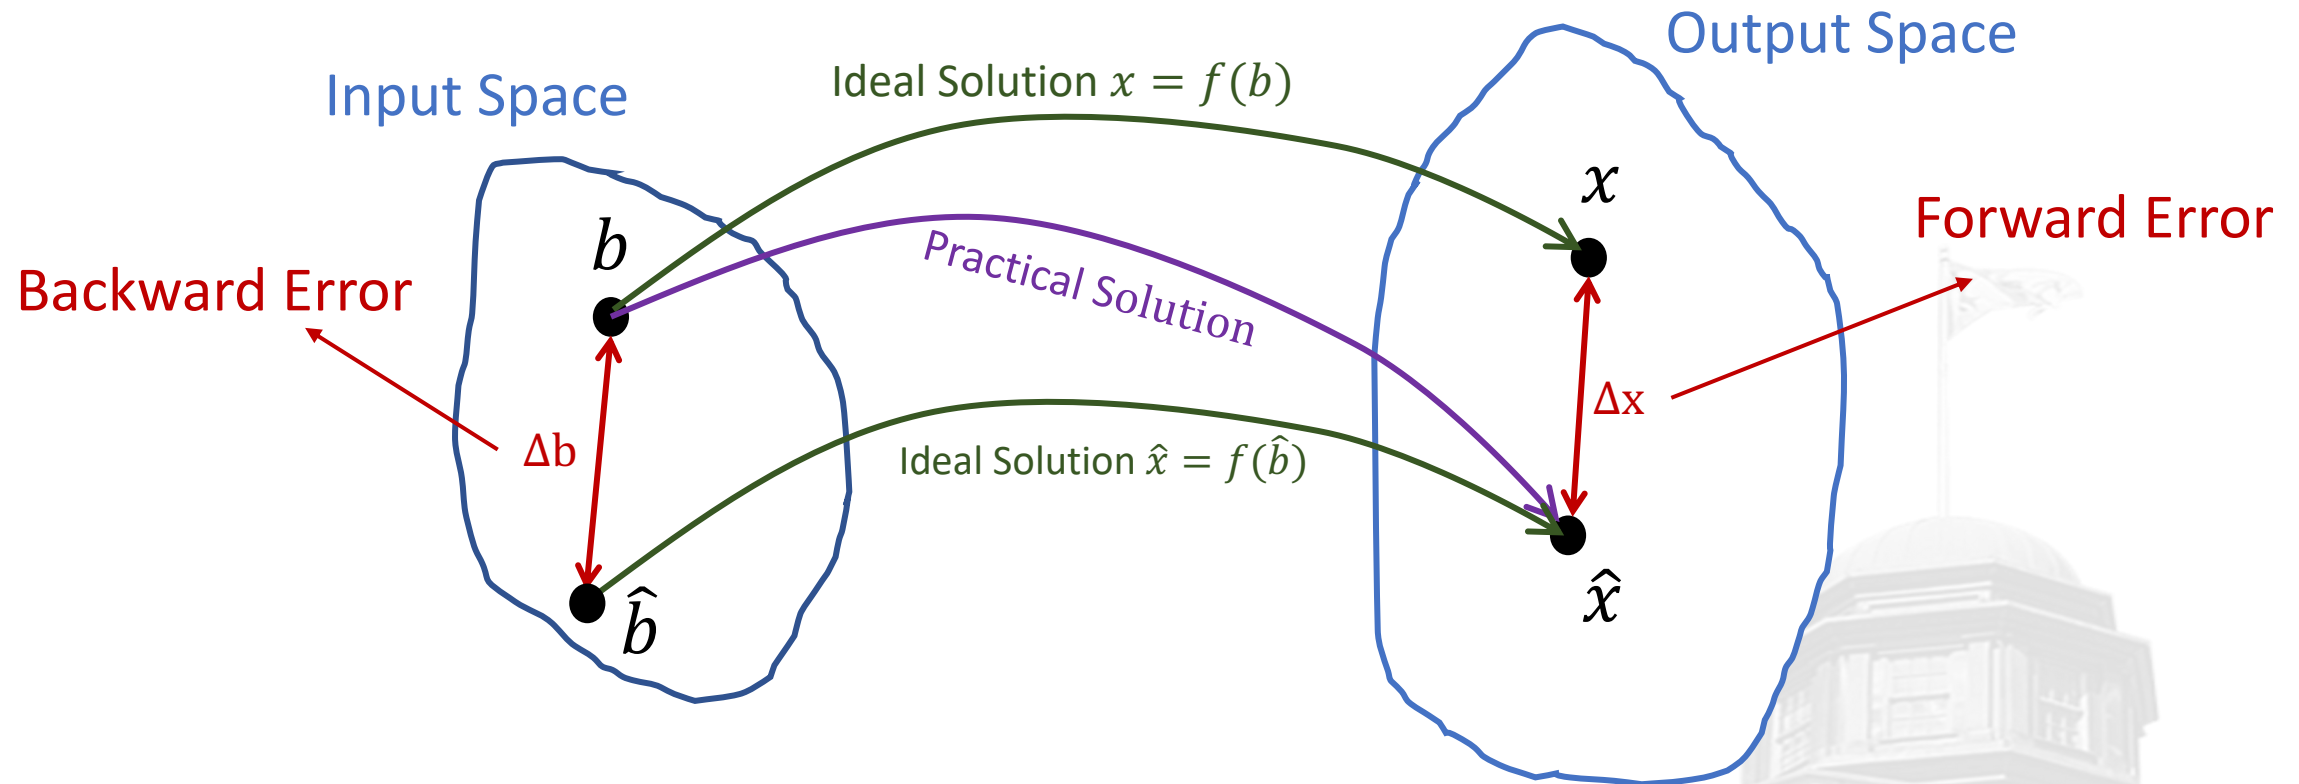 Output Space
Input Space
Ideal Solution x = f(b)
x
b
Forward Error
Backward Error
Practical Solution
Δx
Δb
Ideal Solution x̂ = f(b̂)
x̂
b̂